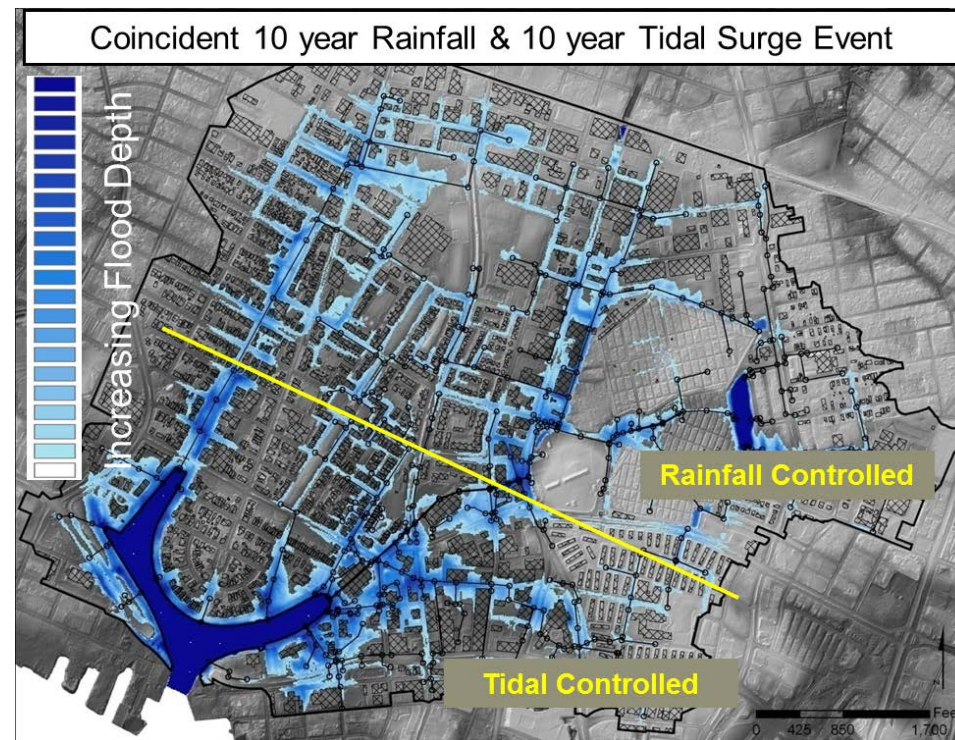 Coincident 10 year Rainfall & 10 year Tidal Surge Event
Increasing Flood Depth
Rainfall Controlled
Tidal Controlled
Fee
0 425 850 1,700